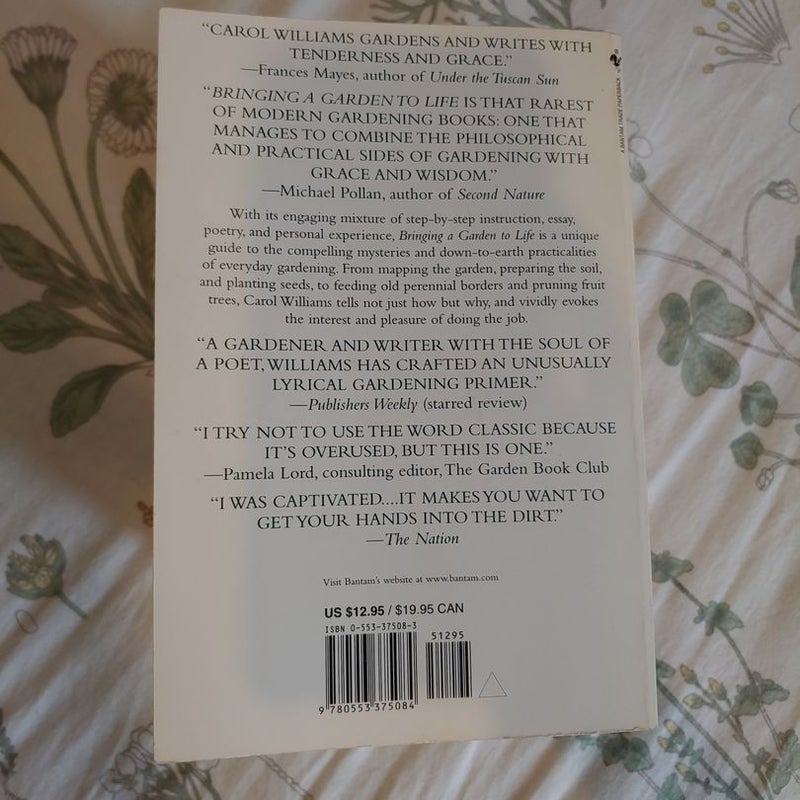 “CAROL WILLIAMS GARDENS AND WRITES WITH
TENDERNESS AND GRACE.”
—Frances Mayes, author of Under the Tuscan Sun
“BRINGING A GARDEN TO LIFE IS THAT RAREST
OF MODERN GARDENING BOOKS: ONE THAT
MANAGES TO COMBINE THE PHILOSOPHICAL
AND PRACTICAL SIDES OF GARDENING WITH
GRACE AND WISDOM.”
—Michael Pollan, author of Second Nature
With its engaging mixture of step-by-step instruction, essay,
poetry, and personal experience, Bringing a Garden to Life is a unique
guide to the compelling mysteries and down-to-earth practicalities
of everyday gardening. From mapping the garden, preparing the soil,
and planting seeds, to feeding old perennial borders and pruning fruit
trees, Carol Williams tells not just how but why, and vividly evokes
the interest and pleasure of doing the job.
“A GARDENER AND WRITER WITH THE SOUL OF
A POET, WILLIAMS HAS CRAFTED AN UNUSUALLY
LYRICAL GARDENING PRIMER.”
—Publishers Weekly (starred review)
“I TRY NOT TO USE THE WORD CLASSIC BECAUSE
IT’S OVERUSED, BUT THIS IS ONE.”
—Pamela Lord, consulting editor, The Garden Book Club
“I WAS CAPTIVATED....IT MAKES YOU WANT TO
GET YOUR HANDS INTO THE DIRT.”
—The Nation
Visit Bantam’s website at www.bantam.com
US $12.95 / $19.95 CAN
ISBN 0-553-37508-3
51295
9 780553 375084
A BANTAM TRADE PAPERBACK